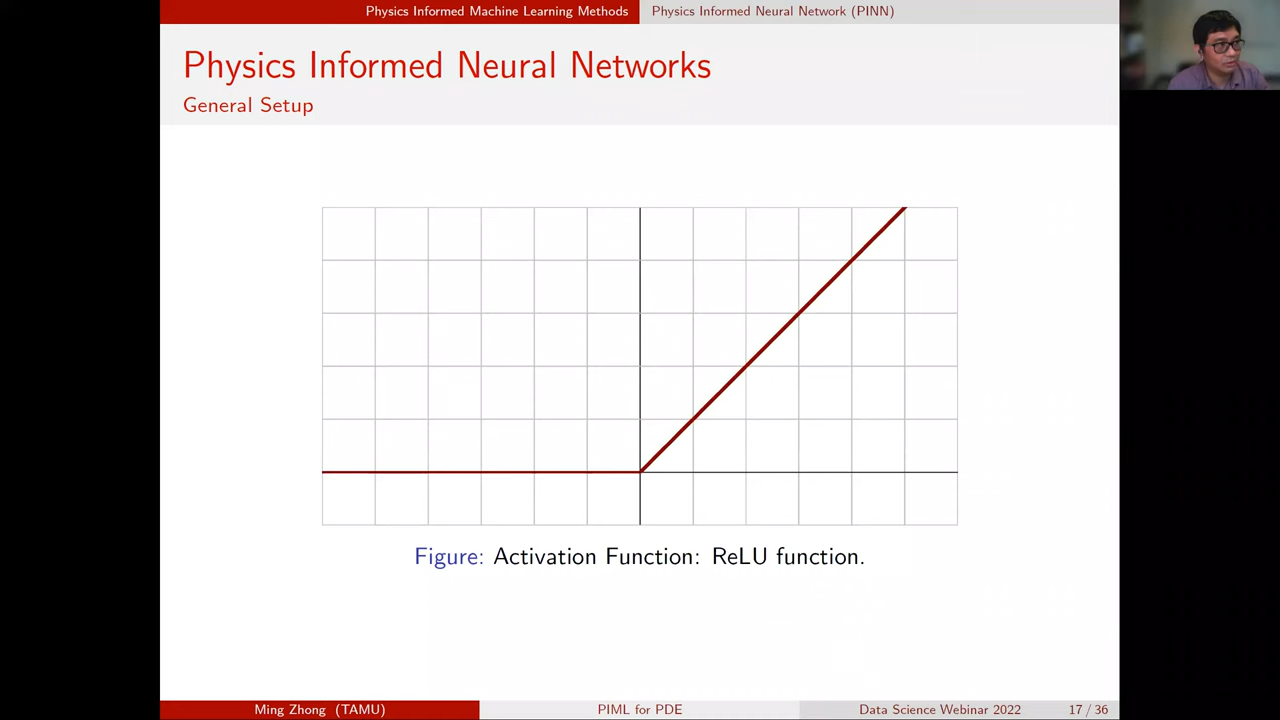 Physics Informed Machine Learning Methods
Physics Informed Neural Network (PINN)
Physics Informed Neural Networks
General Setup
Figure: Activation Function: ReLU function.
Ming Zhong (TAMU)
PIML for PDE
Data Science Webinar 2022
17 / 36